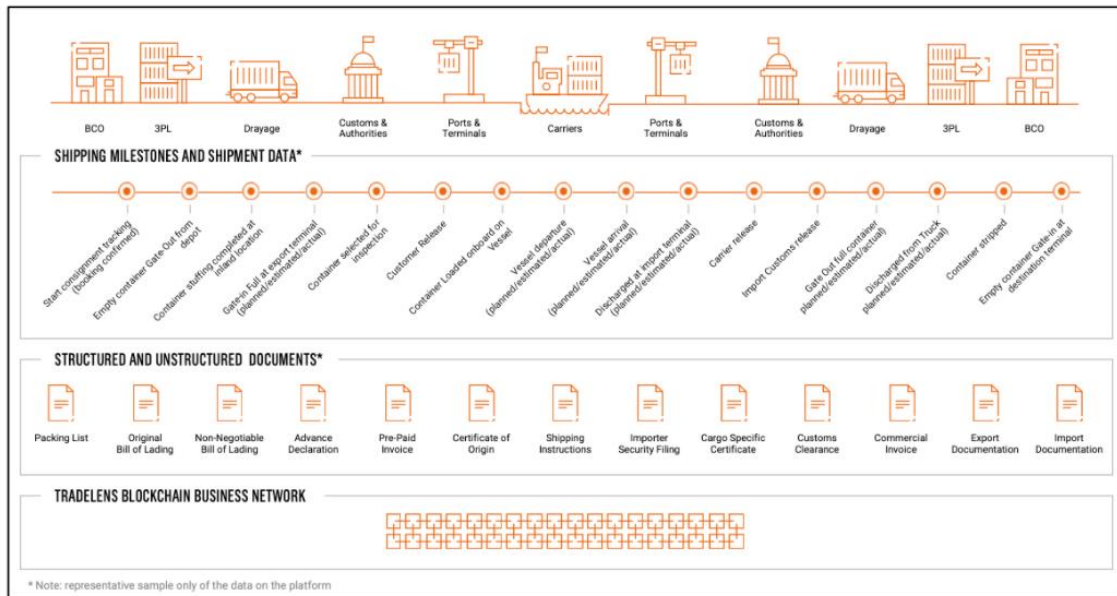 BCO
3PL
Drayage
Customs &
Authorities
Ports &
Terminals
Carriers
Ports &
Terminals
Customs &
Authorities
Drayage
3PL
BCO
SHIPPING MILESTONES AND SHIPMENT DATA*
Start consignment tracking
(booking confirmed)
Empty container Gate-Out from
depot
Container stuffing completed at
inland location
Gate-in Full at export terminal
(planned/estimated/actual)
Container selected for
inspection
Customer Release
Container Loaded onboard on
Vessel
Vessel departure
(planned/estimated/actual)
Vessel arrival
(planned/estimated/actual)
Discharged at import terminal
(planned/estimated/actual)
Carrier release
Import Customs release
Gate Out full container
planned/estimated/actual)
Discharged from Truck
planned/estimated/actual)
Container stripped
Empty container Gate-in at
destination terminal
STRUCTURED AND UNSTRUCTURED DOCUMENTS*
Packing List
Original
Bill of Lading
Non-Negotiable
Bill of Lading
Advance
Declaration
Pre-Paid
Invoice
Certificate of
Origin
Shipping
Instructions
Importer
Security Filing
Cargo Specific
Certificate
Customs
Clearance
Commercial
Invoice
Export
Documentation
Import
Documentation
TRADELENS BLOCKCHAIN BUSINESS NETWORK
* Note: representative sample only of the data on the platform